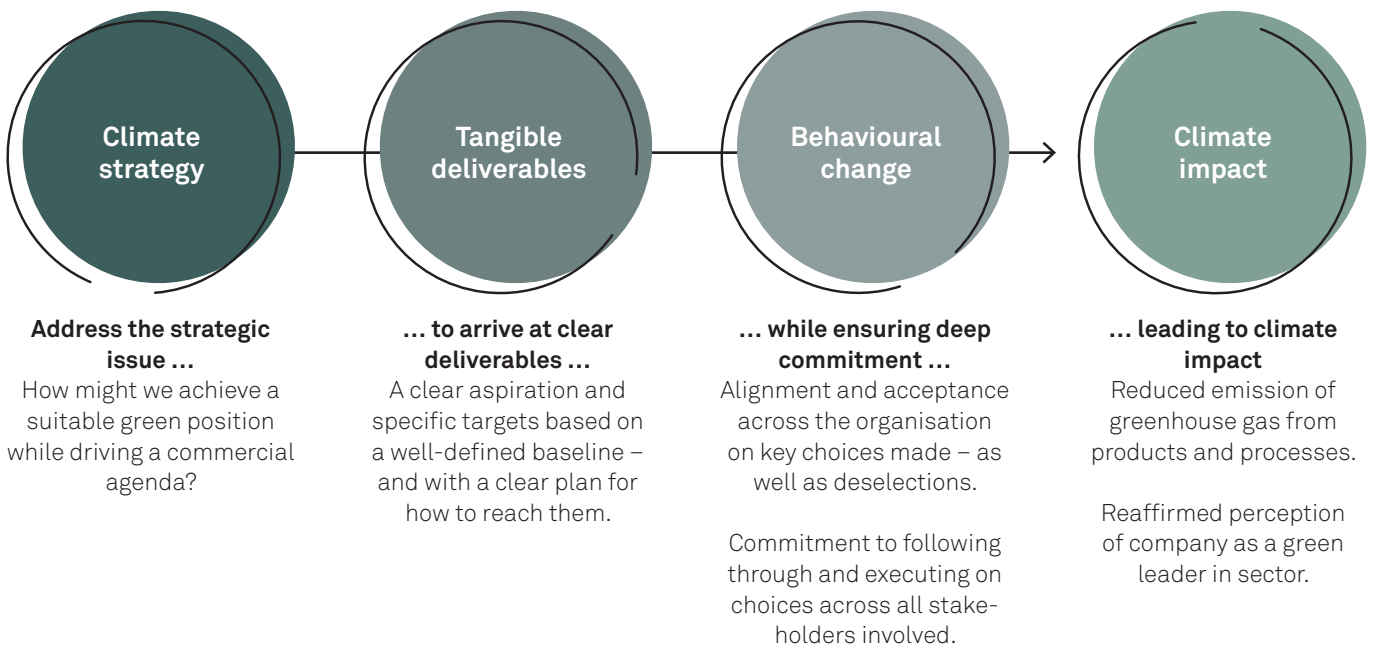 Climate
strategy
Tangible
deliverables
Behavioural
change
Climate
impact
Address the strategic
issue ...
How might we achieve a
suitable green position
while driving a commercial
agenda?
... to arrive at clear
deliverables ...
A clear aspiration and
specific targets based on
a well-defined baseline –
and with a clear plan for
how to reach them.
... while ensuring deep
commitment ...
Alignment and acceptance
across the organisation
on key choices made – as
well as deselections.
Commitment to following
through and executing on
choices across all stake-
holders involved.
... leading to climate
impact
Reduced emission of
greenhouse gas from
products and processes.
Reaffirmed perception
of company as a green
leader in sector.